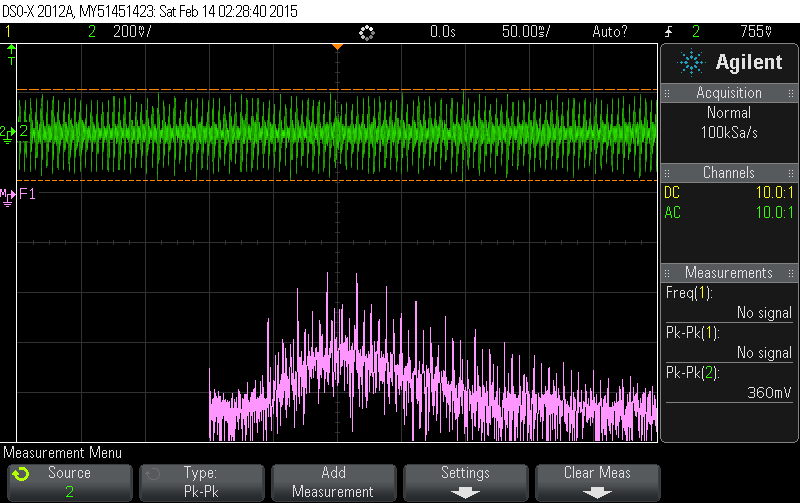 DSO-X 2012A, MY51451423: Sat Feb 14 02:28:40 2015
1 2 200mV/ 0.0s 50.00ms/ Auto? 2 755mV
T
2
2
M
F1
Agilent
Acquisition
Normal
100kSa/s
Channels
DC 10.0:1
AC 10.0:1
Measurements
Freq(1):
No signal
Pk-Pk(1):
No signal
Pk-Pk(2):
360mV
Measurement Menu
Source
2
Type:
Pk-Pk
Add
Measurement
Settings
Clear Meas